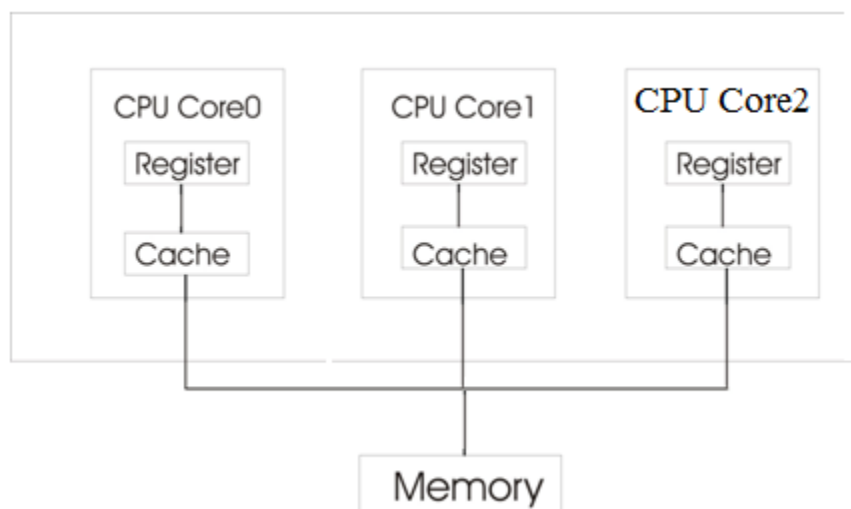 CPU Core0
Register
Cache
CPU Core1
Register
Cache
CPU Core2
Register
Cache
Memory